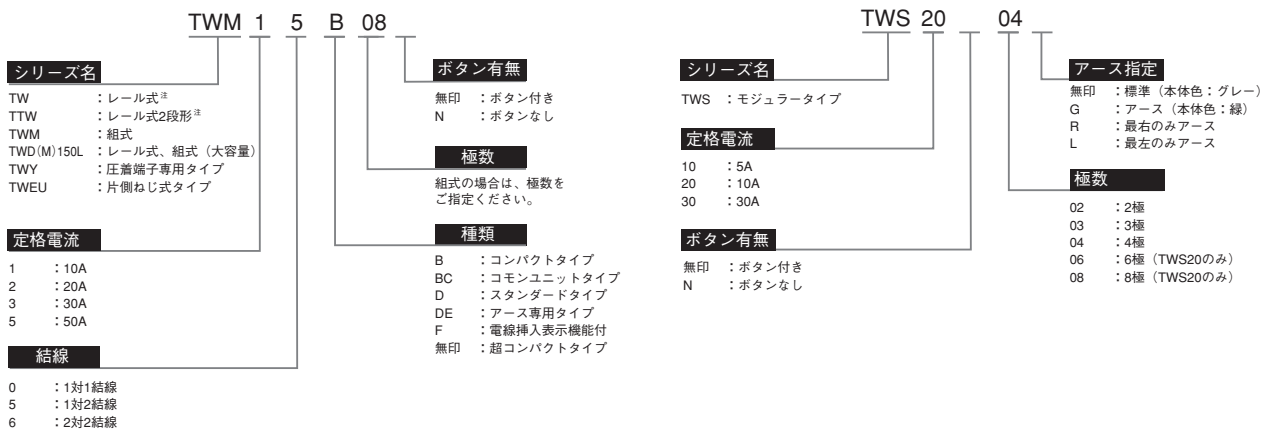 TWM 1 5 B 08
シリーズ名
TW ：レール式注
TTW ：レール式2段形注
TWM ：組式
TWD(M)150L ：レール式、組式（大容量）
TWY ：圧着端子専用タイプ
TWEU ：片側ねじ式タイプ
定格電流
1 ：10A
2 ：20A
3 ：30A
5 ：50A
結線
0 ：1対1結線
5 ：1対2結線
6 ：2対2結線
ボタン有無
無印 ：ボタン付き
N ：ボタンなし
極数
組式の場合は、極数を
ご指定ください。
種類
B ：コンパクトタイプ
BC ：コモンユニットタイプ
D ：スタンダードタイプ
DE ：アース専用タイプ
F ：電線挿入表示機能付
無印 ：超コンパクトタイプ
TWS 20 04
シリーズ名
TWS ：モジュラータイプ
定格電流
10 ：5A
20 ：10A
30 ：30A
ボタン有無
無印 ：ボタン付き
N ：ボタンなし
アース指定
無印 ：標準（本体色：グレー）
G ：アース（本体色：緑）
R ：最右のみアース
L ：最左のみアース
極数
02 ：2極
03 ：3極
04 ：4極
06 ：6極（TWS20のみ）
08 ：8極（TWS20のみ）